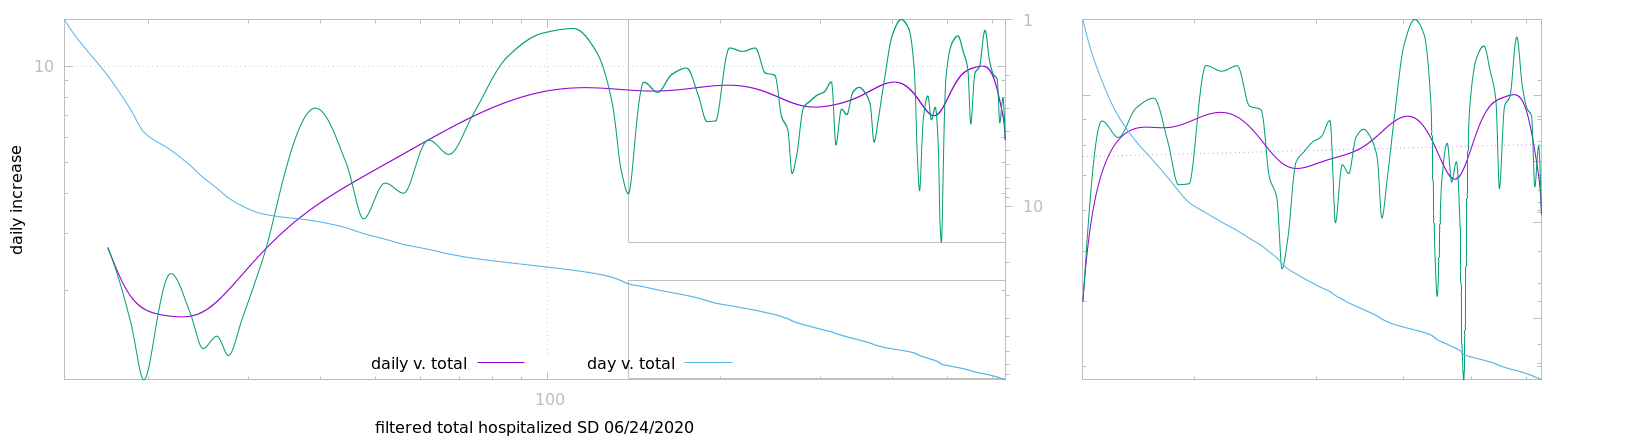 1
10
10
daily increase
daily v. total
day v. total
100
filtered total hospitalized SD 06/24/2020